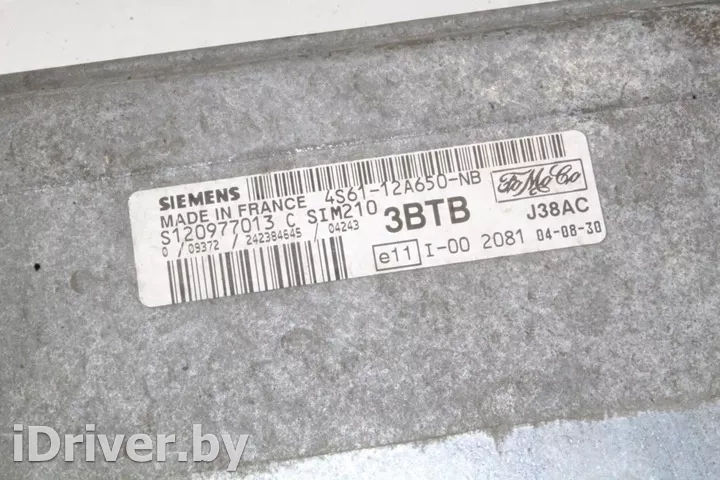 SIEMENS
MADE IN FRANCE 4S61-12A650-NB
S120977013 C SIM210
0 / 09372 / 242384645 / 04243
3BTB
FoMoCo
J38AC
e11 I-00 2081 04-08-30
iDriver.by